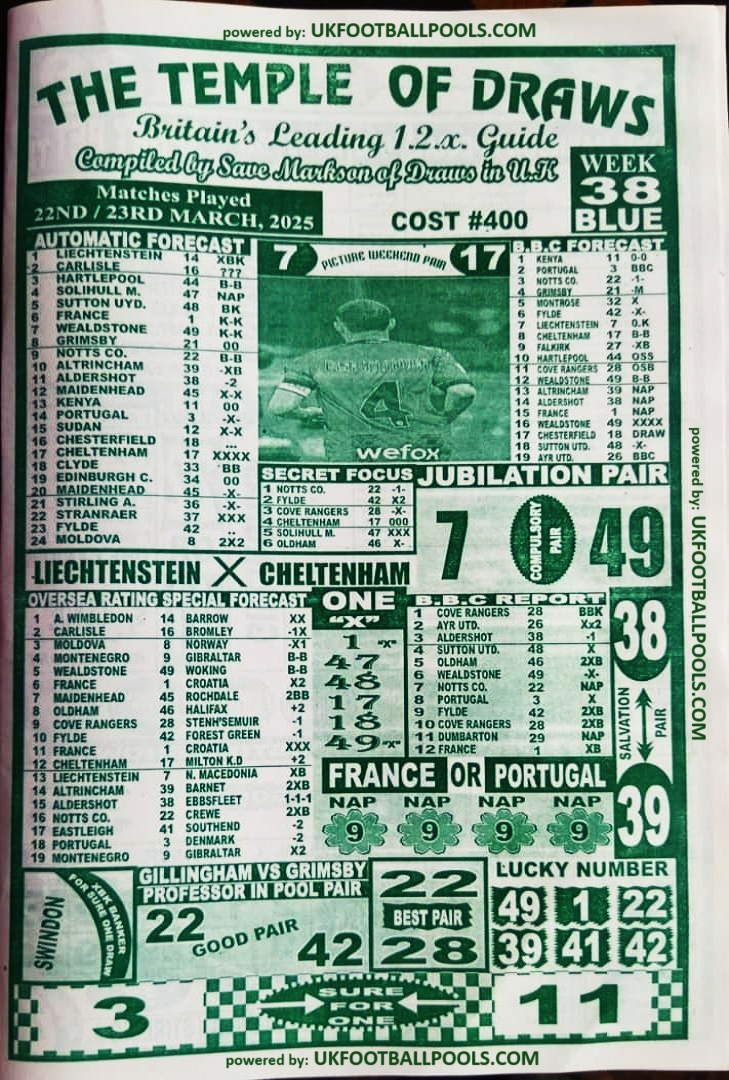 powered by: UKFOOTBALLPOOLS.COM
THE TEMPLE OF DRAWS
Britain's Leading 1.2.x. Guide
Compiled by Save Markson of Draws in U.K
WEEK
38
BLUE
Matches Played
22ND / 23RD MARCH, 2025
COST #400
AUTOMATIC FORECAST
1 LIECHTENSTEIN 14 XBK
2 CARLISLE 16 ???
3 HARTLEPOOL 44 B-B
4 SOLIHULL M. 47 NAP
5 SUTTON UYD. 48 BK
6 FRANCE 1 K-K
7 WEALDSTONE 49 K-K
8 GRIMSBY 21 00
9 NOTTS CO. 22 B-B
10 ALTRINCHAM 39 -XB
11 ALDERSHOT 38 -2
12 MAIDENHEAD 45 X-X
13 KENYA 11 00
14 PORTUGAL 3 -X-
15 SUDAN 12 X-X
16 CHESTERFIELD 18 ...
17 CHELTENHAM 17 XXXX
18 CLYDE 33 BB
19 EDINBURGH C. 34 00
20 MAIDENHEAD 45 -X-
21 STIRLING A. 36 -X-
22 STRANRAER 37 XXX
23 FYLDE 42 ..
24 MOLDOVA 8 2X2
7 PICTURE WEEKEND PAIR 17
4
wefox
B.B.C FORECAST
1 KENYA 11 0-0
2 PORTUGAL 3 BBC
3 NOTTS CO. 22 -1-
4 GRIMSBY 21 -M
5 MONTROSE 32 X
6 FYLE 42 -X-
7 LIECHTENSTEIN 7 0.K
8 CHELTENHAM 17 B-B
9 FALKIRK 27 -XB
10 HARTLEPOOL 44 OSS
11 COVE RANGERS 28 OSB
12 WEALDSTONE 49 B-B
13 ALTRINCHAM 39 NAP
14 ALDERSHOT 38 NAP
15 FRANCE 1 NAP
16 WEALDSTONE 49 XXXX
17 CHESTERFIELD 18 DRAW
18 SUTTON UTD. 48 -X-
19 AYR UTD. 26 BBC
SECRET FOCUS
1 NOTTS CO. 22 -1-
2 FYLDE 42 X2
3 COVE RANGERS 28 -X-
4 CHELTENHAM 17 000
5 SOLIHULL M. 47 XXX
6 OLDHAM 46 X-
JUBILATION PAIR
7 COMPULSORY PAIR 49
LIECHTENSTEIN X CHELTENHAM
OVERSEA RATING SPECIAL FORECAST
1 A. WIMBLEDON 14 BARROW XX
2 CARLISLE 16 BROMLEY -1X
3 MOLDOVA 8 NORWAY -X1
4 MONTENEGRO 9 GIBRALTAR B-B
5 WEALDSTONE 49 WOKING B-B
6 FRANCE 1 CROATIA X2
7 MAIDENHEAD 45 ROCHDALE 2BB
8 OLDHAM 46 HALIFAX +2
9 COVE RANGERS 28 STENH'SEMUIR -1
10 FYLDE 42 FOREST GREEN -1
11 FRANCE 1 CROATIA XXX
12 CHELTENHAM 17 MILTON K.D +2
13 LIECHTENSTEIN 7 N. MACEDONIA XB
14 ALTRINCHAM 39 BARNET 2XB
15 ALDERSHOT 38 EBBSFLEET 1-1-1
16 NOTTS CO. 22 CREWE 2XB
17 EASTLEIGH 41 SOUTHEND -2
18 PORTUGAL 3 DENMARK -2
19 MONTEGRO 9 GIBRALTAR X2
ONE
"X"
1 "X"
47
48
17
18
49 "X"
B.B.C REPORT
1 COVE RANGERS 28 BBK
2 AYR UTD. 26 Xx2
3 ALDERSHOT 38 -1
4 SUTTON UTD. 48 X
5 OLDHAM 46 2XB
6 WEALDSTONE 49 -X-
7 NOTTS CO. 22 NAP
8 PORTUGAL 3 X
9 FYLDE 42 2XB
10 COVE RANGERS 28 2XB
11 DUMBARTON 29 NAP
12 FRANCE 1 XB
38
SALVATION PAIR
39
FRANCE OR PORTUGAL
NAP NAP NAP NAP
9 9 9 9
SWINDON
XBK BANKER
FOR SURE ONE DRAW
GILLINGHAM VS GRIMSBY
PROFESSOR IN POOL PAIR
22 GOOD PAIR 42
22
BEST PAIR
28
LUCKY NUMBER
49 1 22
39 41 42
3
SURE
FOR
ONE
11
powered by: UKFOOTBALLPOOLS.COM
powered by: UKFOOTBALLPOOLS.COM